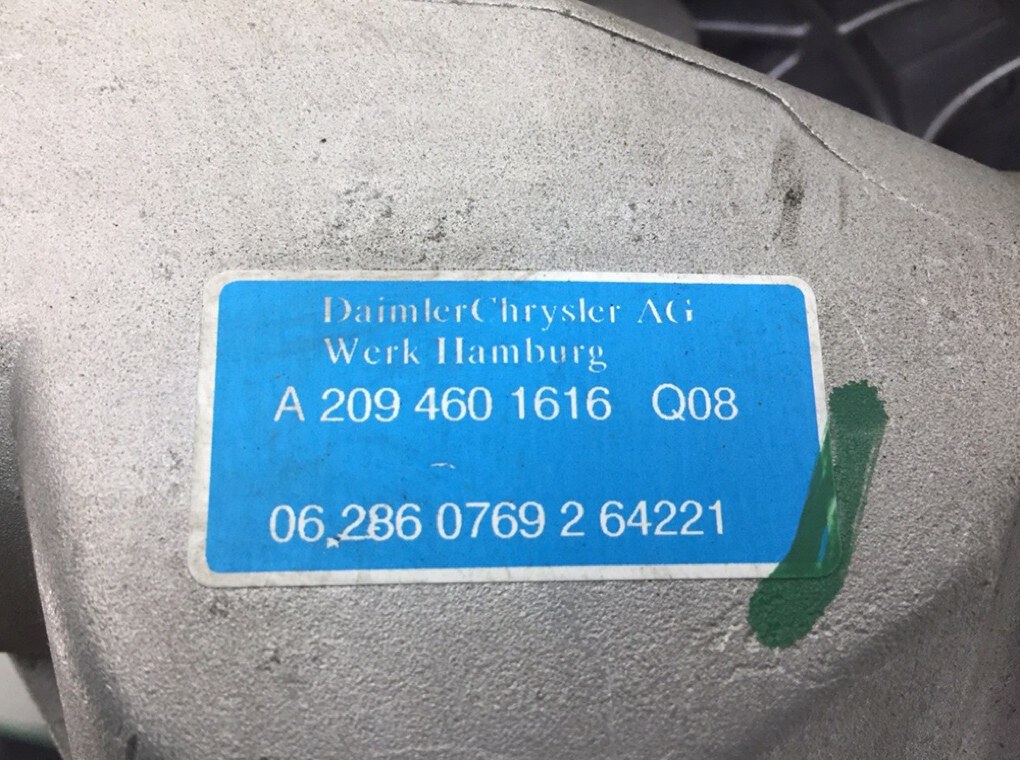 DaimlerChrysler AG
Werk Hamburg
A 209 460 1616 Q08
06 286 0769 2 64221